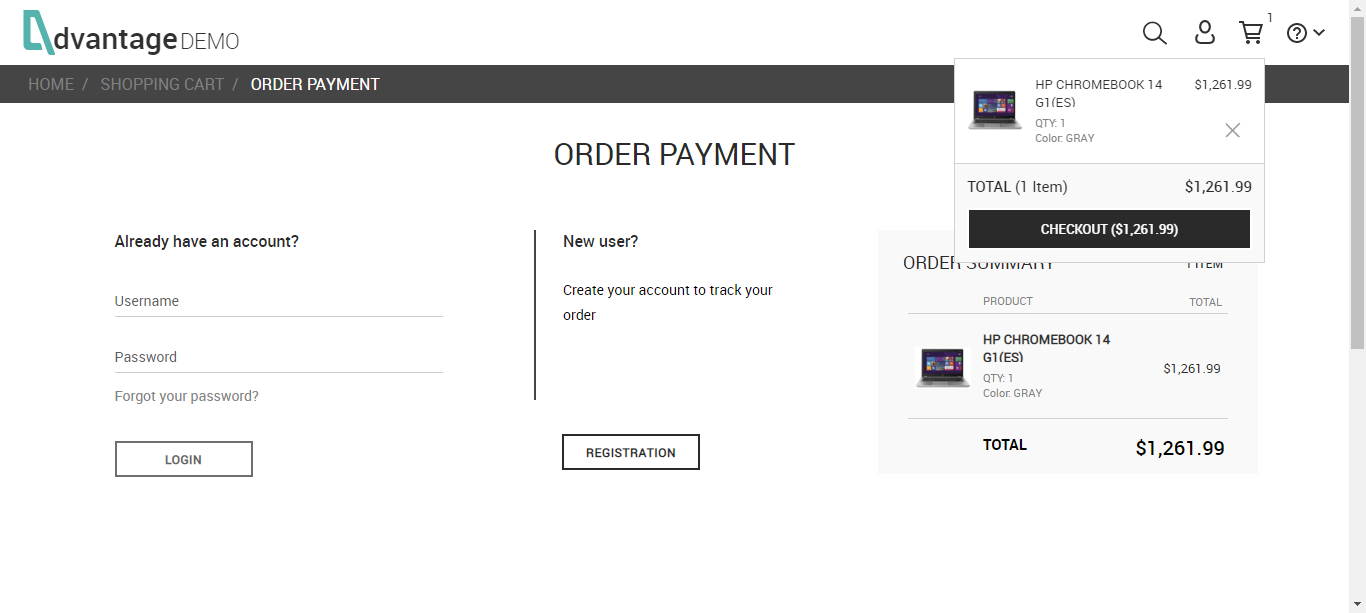 Advantage DEMO
1
HOME / SHOPPING CART / ORDER PAYMENT
HP CHROMEBOOK 14 $1,261.99
G1(ES)
QTY: 1
Color: GRAY
TOTAL (1 Item) $1,261.99
CHECKOUT ($1,261.99)
ORDER PAYMENT
Already have an account?
Username
Password
Forgot your password?
LOGIN
New user?
Create your account to track your
order
REGISTRATION
ORDER SUMMARY 1 ITEM
PRODUCT TOTAL
HP CHROMEBOOK 14
G1(ES)
$1,261.99
QTY: 1
Color: GRAY
TOTAL $1,261.99